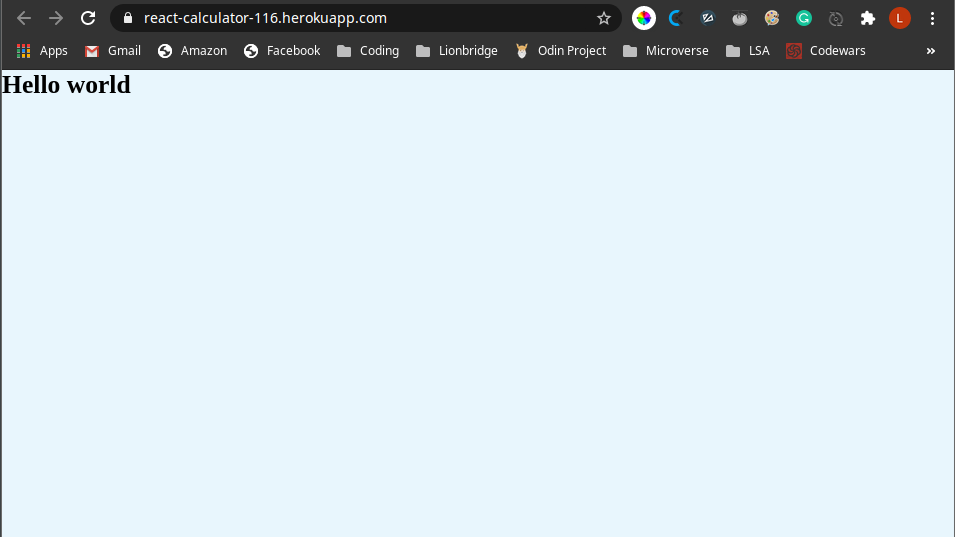 react-calculator-116.herokuapp.com
L
Apps Gmail Amazon Facebook Coding Lionbridge Odin Project Microverse LSA Codewars »
Hello world